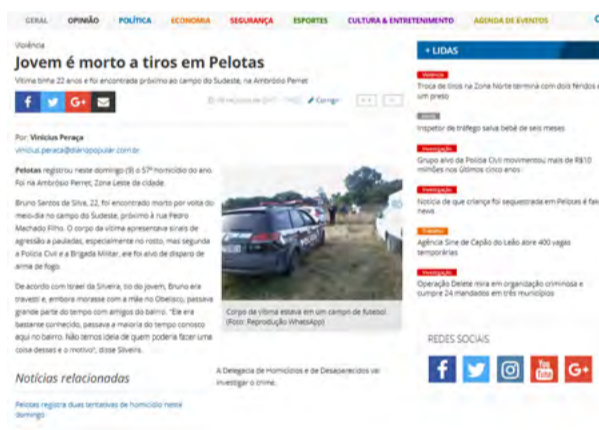 GERAL OPINIÃO POLÍTICA ECONOMIA SEGURANÇA ESPORTES CULTURA & ENTRETENIMENTO AGENDA DE EVENTOS
Violência
Jovem é morto a tiros em Pelotas
Vítima tinha 22 anos e foi encontrada próximo ao campo do Sudeste, na Ambrósio Perret
Corrigir
A+ A-
Por: Vinícius Peraça
vinicius.peraca@diariopopular.com.br
Pelotas registrou neste domingo (9) o 57º homicídio do ano.
Foi na Ambrósio Perret, Zona Leste da cidade.
Bruno Santos da Silva, 22, foi encontrado morto por volta do
meio-dia no campo do Sudeste, próximo à rua Pedro
Machado Filho. O corpo da vítima apresentava sinais de
agressão a pauladas, especialmente no rosto, mas segundo
a Polícia Civil e a Brigada Militar, ele foi alvo de disparo de
arma de fogo.
De acordo com Israel da Silveira, tio do jovem, Bruno era
travesti e, embora morasse com a mãe no Obelisco, passava
grande parte do tempo com amigos do bairro. "Ele era
bastante conhecido, passava a maioria do tempo conosco
aqui no bairro. Não temos ideia de quem poderia fazer uma
coisa dessas e o motivo", disse Silveira.
Corpo da vítima estava em um campo de futebol.
(Foto: Reprodução WhatsApp)
A Delegacia de Homicídios e de Desaparecidos vai
investigar o crime.
Notícias relacionadas
Pelotas registra duas tentativas de homicídio neste
domingo
+ LIDAS
Violência
Troca de tiros na Zona Norte termina com dois feridos e
um preso
Inspetor de tráfego salva bebê de seis meses
Investigação
Grupo alvo da Polícia Civil movimentou mais de R$10
milhões nos últimos cinco anos
Investigação
Notícia de que criança foi sequestrada em Pelotas é fake
news
Trabalho
Agência Sine de Capão do Leão abre 400 vagas
temporárias
Investigação
Operação Delete mira em organização criminosa e
cumpre 24 mandados em três municípios
REDES SOCIAIS